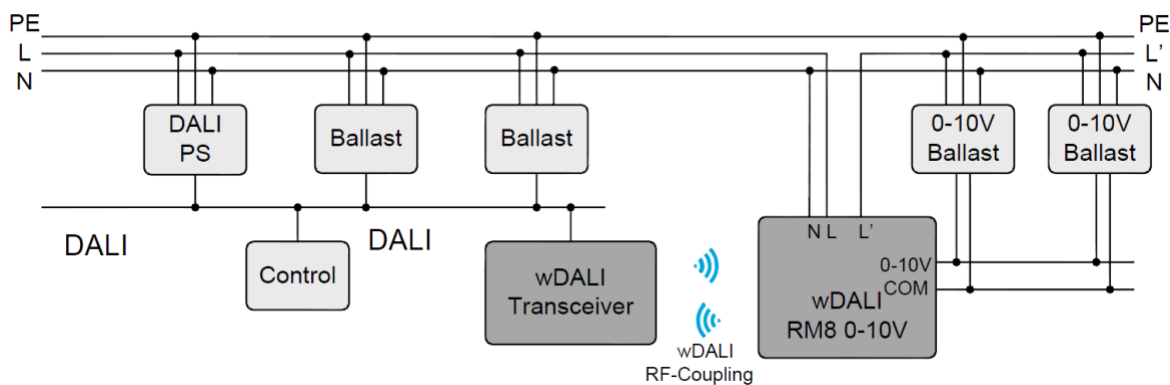 PE
L
N
PE
L'
N
DALI
PS
Ballast
Ballast
0-10V
Ballast
0-10V
Ballast
DALI
DALI
Control
wDALI
Transceiver
wDALI
RF-Coupling
N L L'
0-10V
COM
wDALI
RM8 0-10V